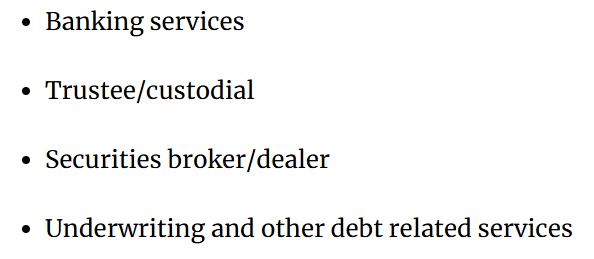 • Banking services
• Trustee/custodial
• Securities broker/dealer
• Underwriting and other debt related services